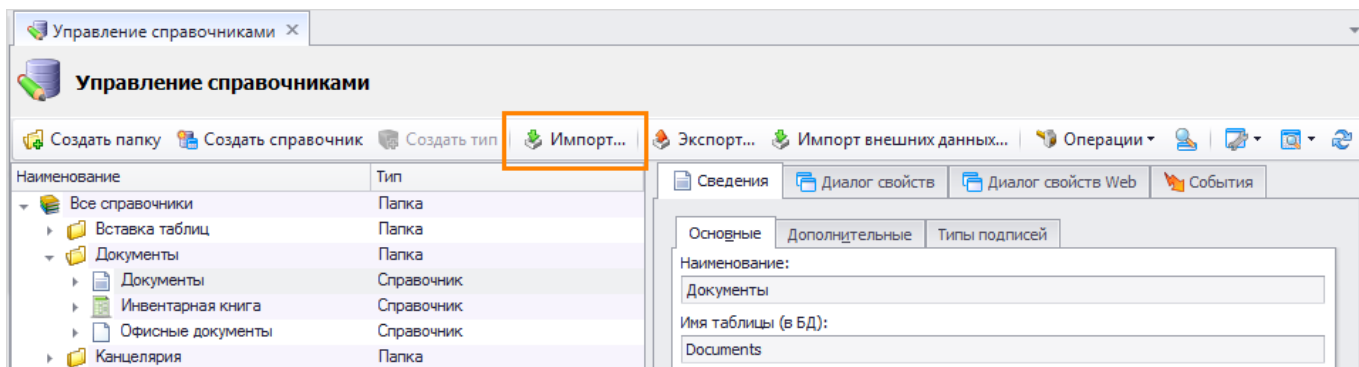 Управление справочниками
Управление справочниками
Создать папку Создать справочник Создать тип Импорт... Экспорт... Импорт внешних данных... Операции
Наименование Тип Сведения Диалог свойств Диалог свойств Web События
Все справочники Папка
Вставка таблиц Папка Основные Дополнительные Типы подписей
Документы Папка Наименование:
Документы Справочник Документы
Инвентарная книга Справочник Имя таблицы (в БД):
Офисные документы Справочник Documents
Канцелярия Папка